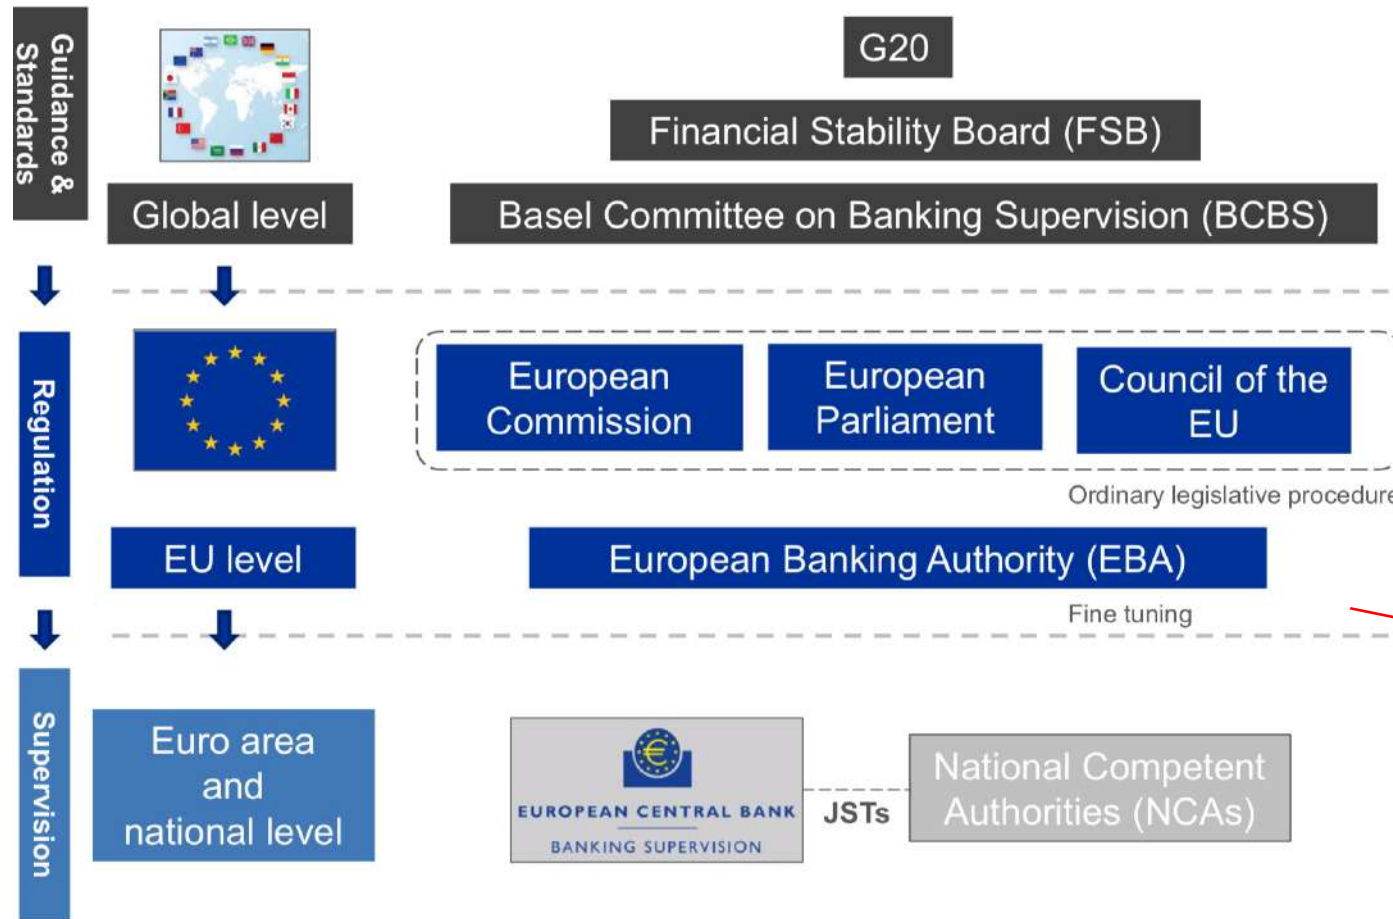 Guidance &
Standards
G20
Financial Stability Board (FSB)
Global level
Basel Committee on Banking Supervision (BCBS)
Regulation
European
Commission
European
Parliament
Council of the
EU
Ordinary legislative procedure
EU level
European Banking Authority (EBA)
Fine tuning
Supervision
Euro area
and
national level
EUROPEAN CENTRAL BANK
BANKING SUPERVISION
JSTs
National Competent
Authorities (NCAs)